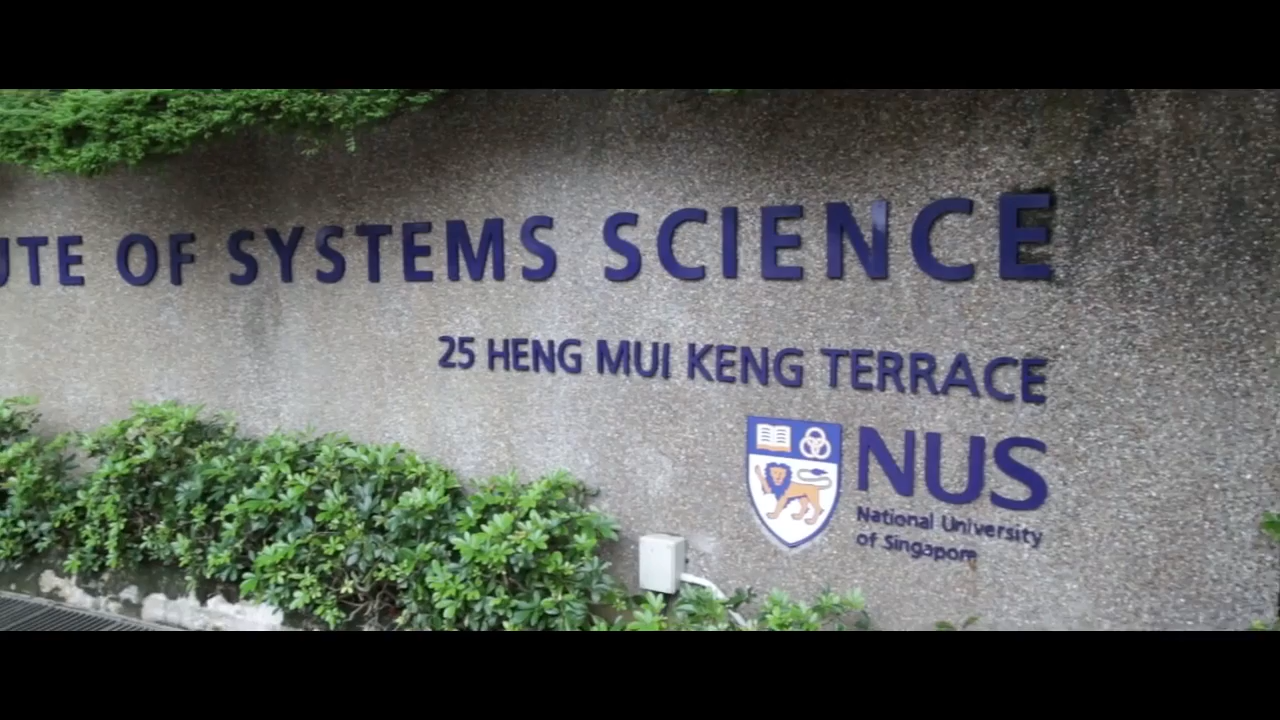 UTE OF SYSTEMS SCIENCE
25 HENG MUI KENG TERRACE
NUS
National University
of Singapore